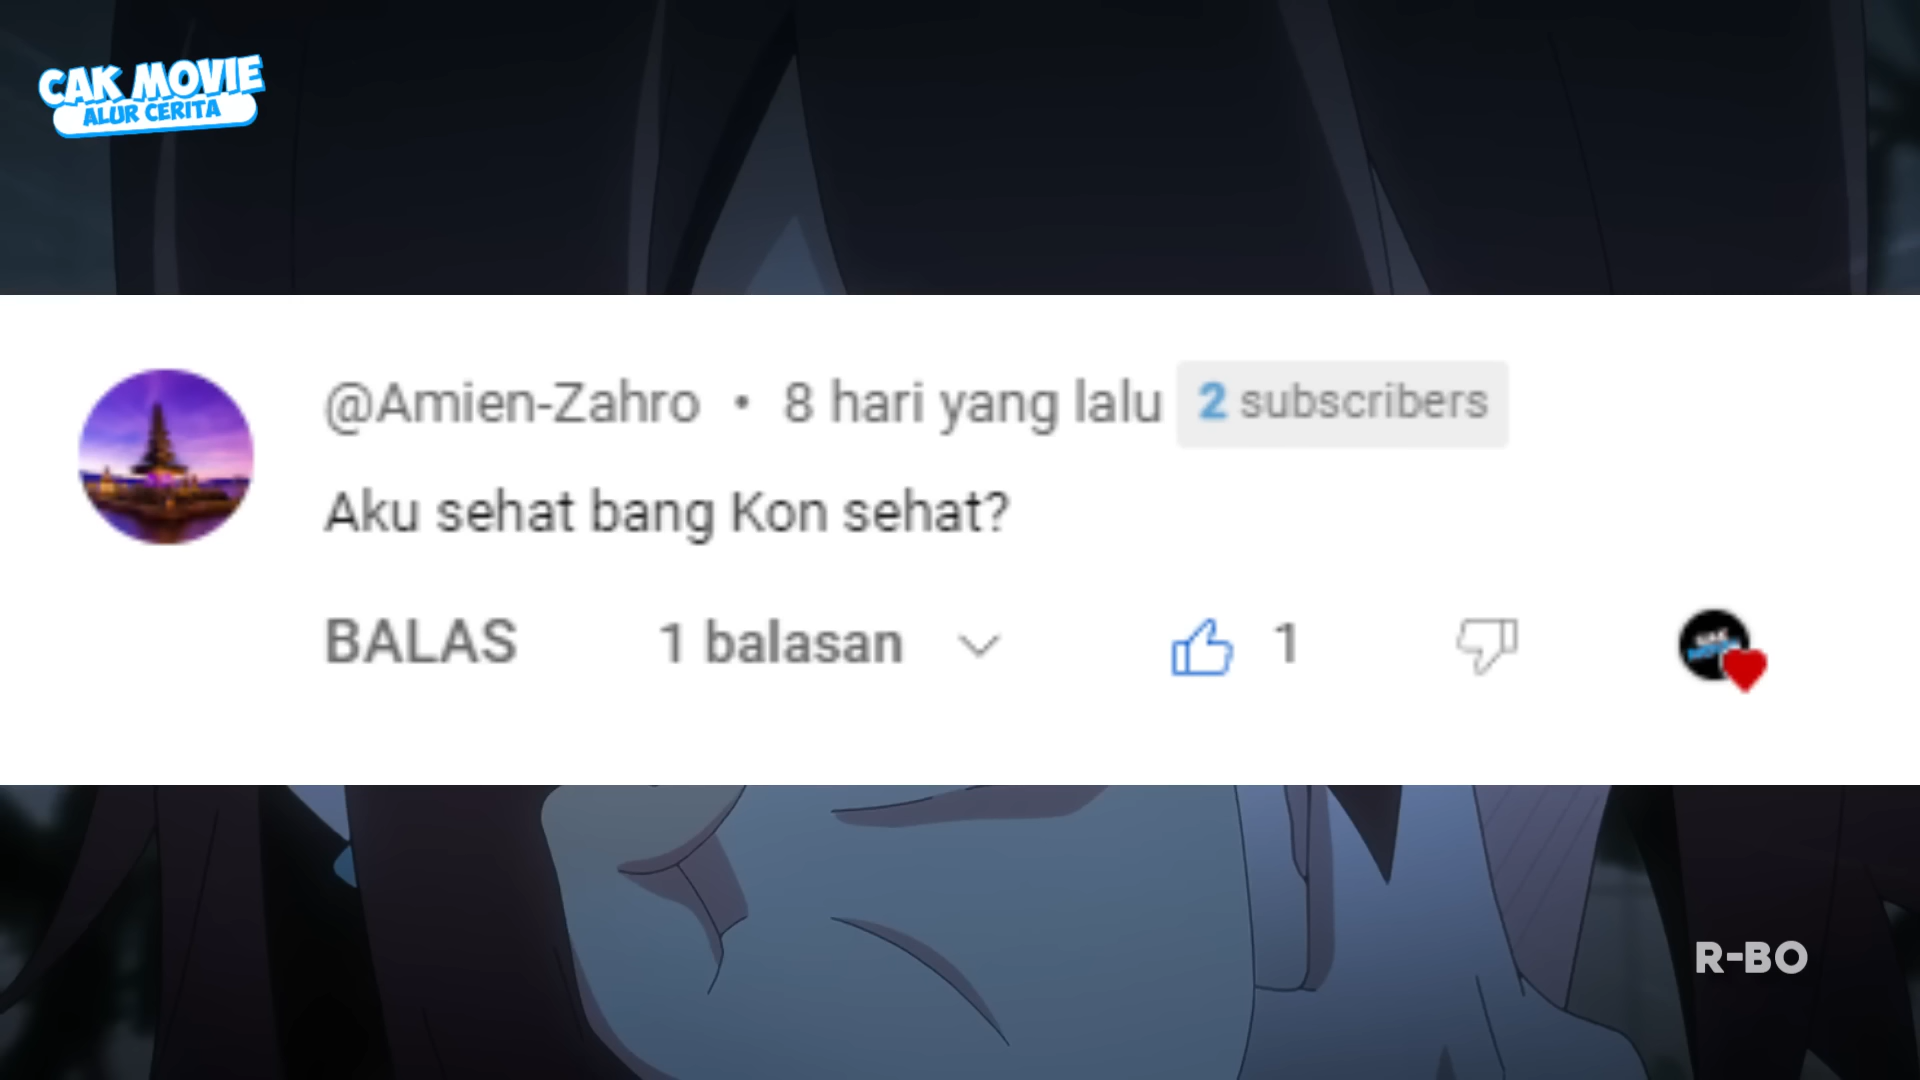 CAK MOVIE
ALUR CERITA
@Amien-Zahro • 8 hari yang lalu 2 subscribers
Aku sehat bang Kon sehat?
BALAS 1 balasan 1
R-BO